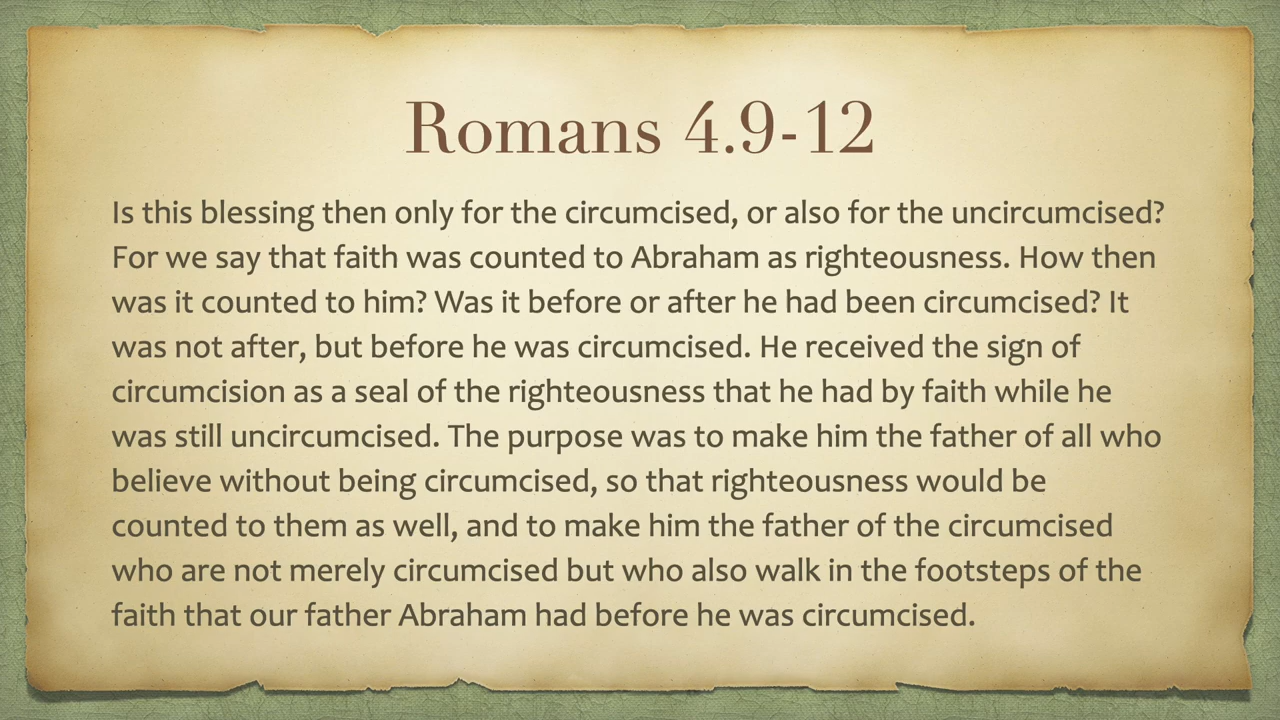 Romans 4.9-12
Is this blessing then only for the circumcised, or also for the uncircumcised?
For we say that faith was counted to Abraham as righteousness. How then
was it counted to him? Was it before or after he had been circumcised? It
was not after, but before he was circumcised. He received the sign of
circumcision as a seal of the righteousness that he had by faith while he
was still uncircumcised. The purpose was to make him the father of all who
believe without being circumcised, so that righteousness would be
counted to them as well, and to make him the father of the circumcised
who are not merely circumcised but who also walk in the footsteps of the
faith that our father Abraham had before he was circumcised.